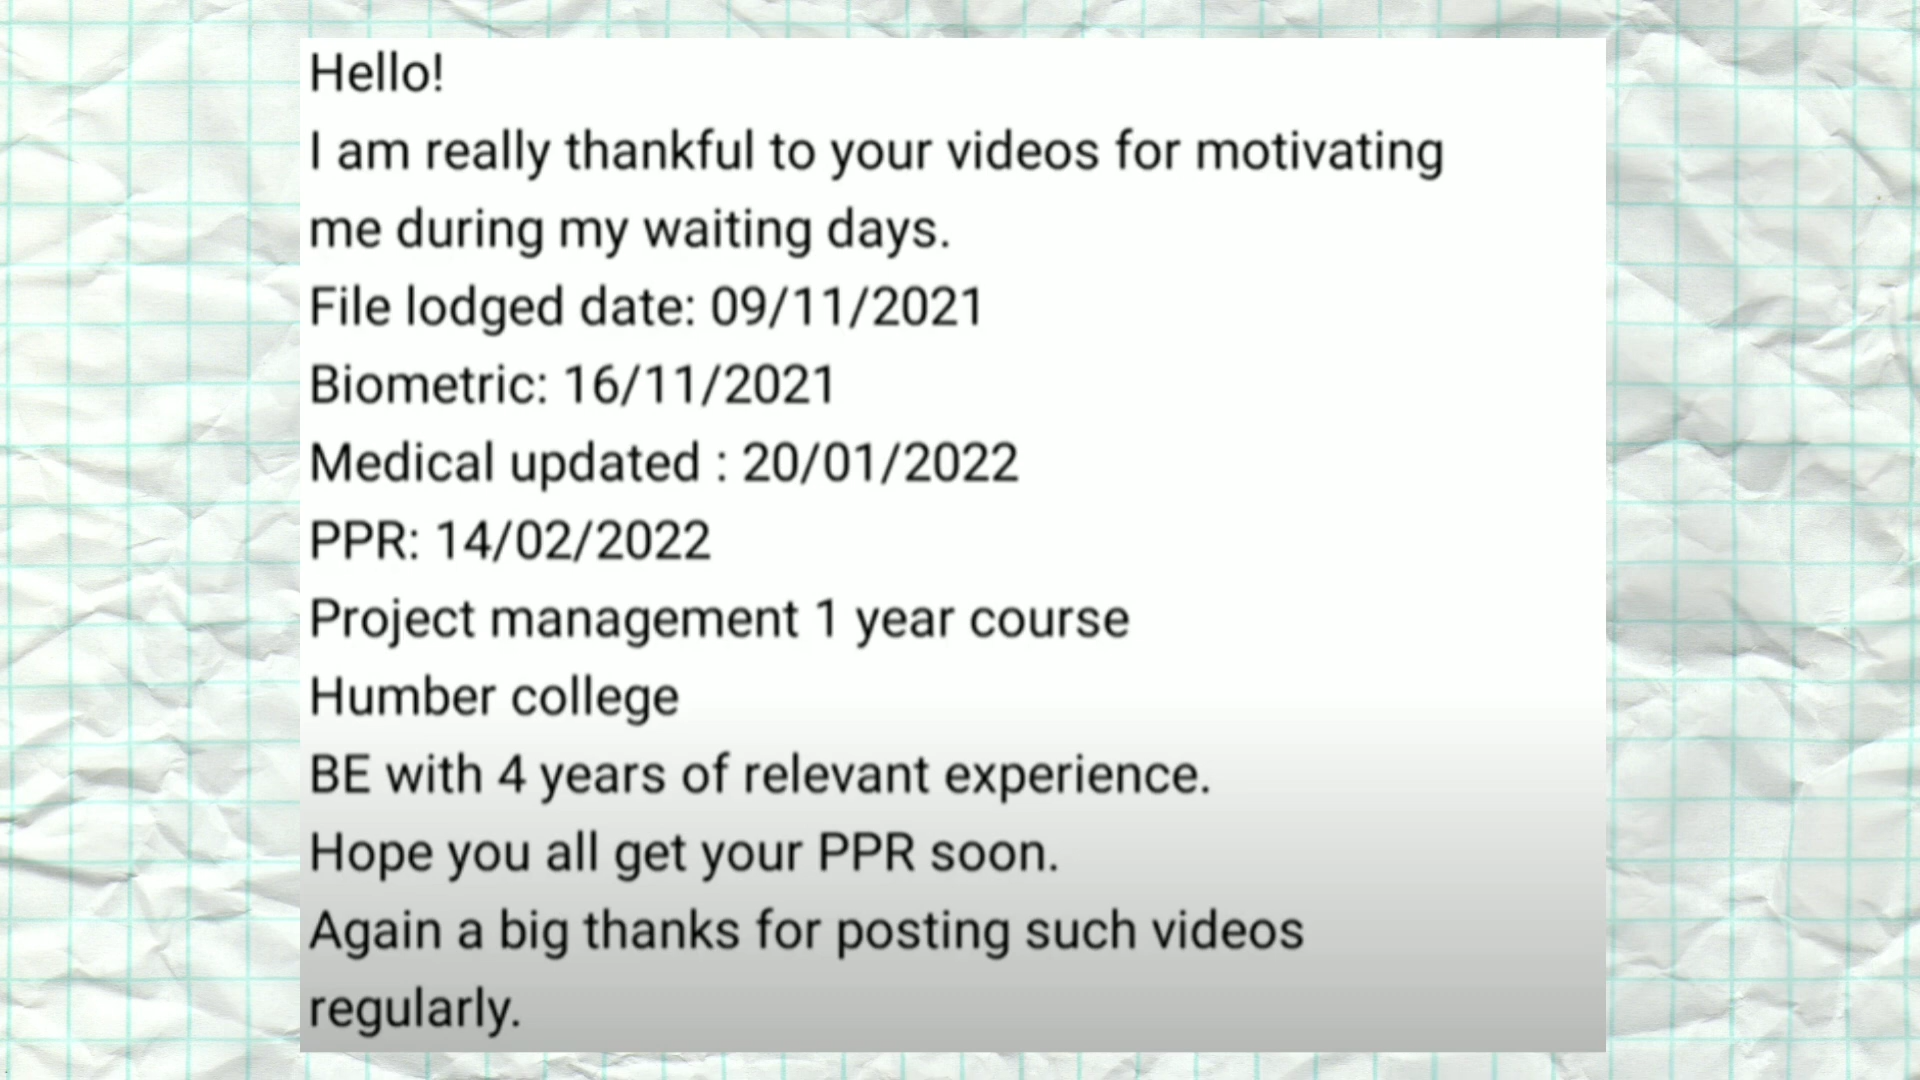 Hello!
I am really thankful to your videos for motivating
me during my waiting days.
File lodged date: 09/11/2021
Biometric: 16/11/2021
Medical updated : 20/01/2022
PPR: 14/02/2022
Project management 1 year course
Humber college
BE with 4 years of relevant experience.
Hope you all get your PPR soon.
Again a big thanks for posting such videos
regularly.